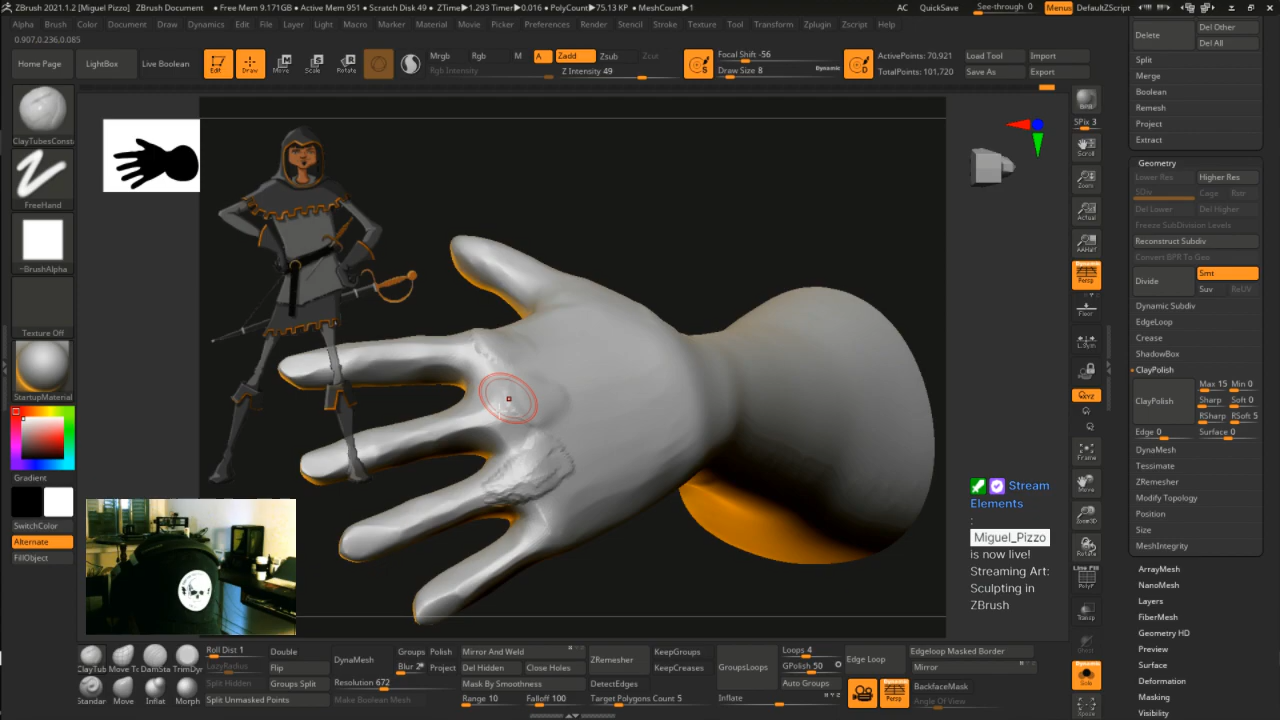 ZBrush 2021.1.2 [Miguel Pizzo] ZBrush Document • Free Mem 9.171GB • Active Mem 951 • Scratch Disk 49 • ZTime▶1.293 Timer▶0.016 • PolyCount▶75.13 KP • MeshCount▶1 AC QuickSave See-through 0 Menus DefaultZScript
Alpha Brush Color Document Draw Dynamics Edit File Layer Light Macro Marker Material Movie Picker Preferences Render Stencil Stroke Texture Tool Transform Zplugin Zscript Help
0.907,0.236,0.085
Home Page LightBox Live Boolean Edit Draw Move Scale Rotate
Mrgb Rgb M A Zadd Zsub Zcut
Rgb Intensity Z Intensity 49
Focal Shift -56
Draw Size 8 Dynamic
ActivePoints: 70,921
TotalPoints: 101,720
Load Tool Import
Save As Export
ClayTubesConst
FreeHand
~BrushAlpha
Texture Off
StartupMaterial
Gradient
SwitchColor
Alternate
FillObject
BPR
SPix 3
Scroll
Zoom
Actual
AAHalf
Dynamic
Persp
Floor
L.Sym
XYZ
Frame
Move
Zoom3D
Rotate
Line Fill
PolyF
Transp
Ghost
Dynamic
Solo
Xpose
Delete Del Other
Del All
Split
Merge
Boolean
Remesh
Project
Extract
Geometry
Lower Res Higher Res
SDiv Cage Rstr
Del Lower Del Higher
Freeze SubDivision Levels
Reconstruct Subdiv
Convert BPR To Geo
Divide Smt
Suv ReUV
Dynamic Subdiv
EdgeLoop
Crease
ShadowBox
ClayPolish
ClayPolish Max 15 Min 0
Sharp Soft 0
RSharp RSoft 5
Edge 0 Surface 0
DynaMesh
Tessimate
ZRemesher
Modify Topology
Position
Size
MeshIntegrity
ArrayMesh
NanoMesh
Layers
FiberMesh
Geometry HD
Preview
Surface
Deformation
Masking
Visibility
Stream
Elements
:
Miguel_Pizzo
is now live!
Streaming Art:
Sculpting in
ZBrush
ClayTub Move To DamSta TrimDyn
Standar Move Inflat Morph
Roll Dist 1 Double
LazyRadius Flip
Split Hidden Groups Split
Split Unmasked Points
DynaMesh Groups Polish
Blur 2 Project
Resolution 672
Make Boolean Mesh
Mirror And Weld
Del Hidden Close Holes
Mask By Smoothness
Range 10 Falloff 100
ZRemesher KeepGroups
KeepCreases
DetectEdges
Target Polygons Count 5
GroupsLoops
Inflate
Loops 4
GPolish 50
Auto Groups
Edge Loop
Edgeloop Masked Border
Mirror
Dynamic
Persp
BackfaceMask
Angle Of View